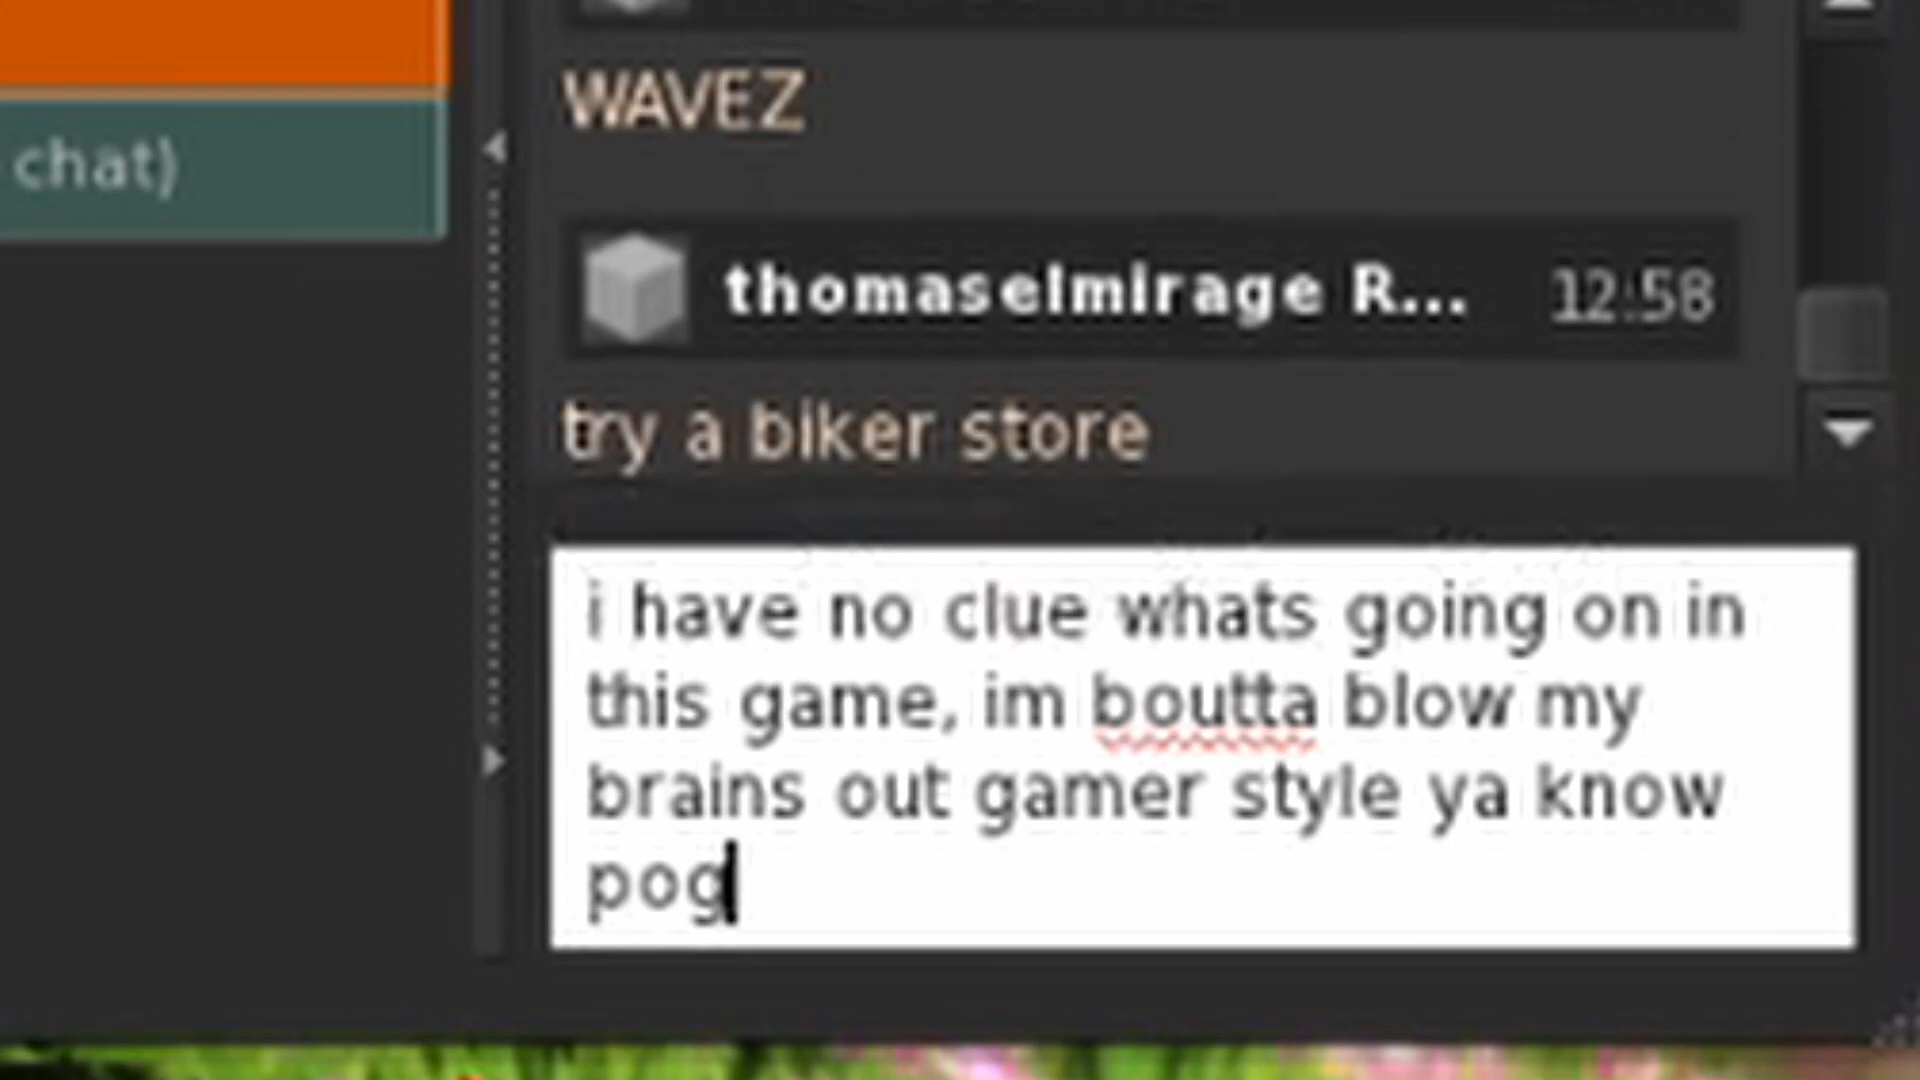 WAVEZ
chat)
thomaselmirage R...
12:58
try a biker store
i have no clue whats going on in
this game, im boutta blow my
brains out gamer style ya know
pog